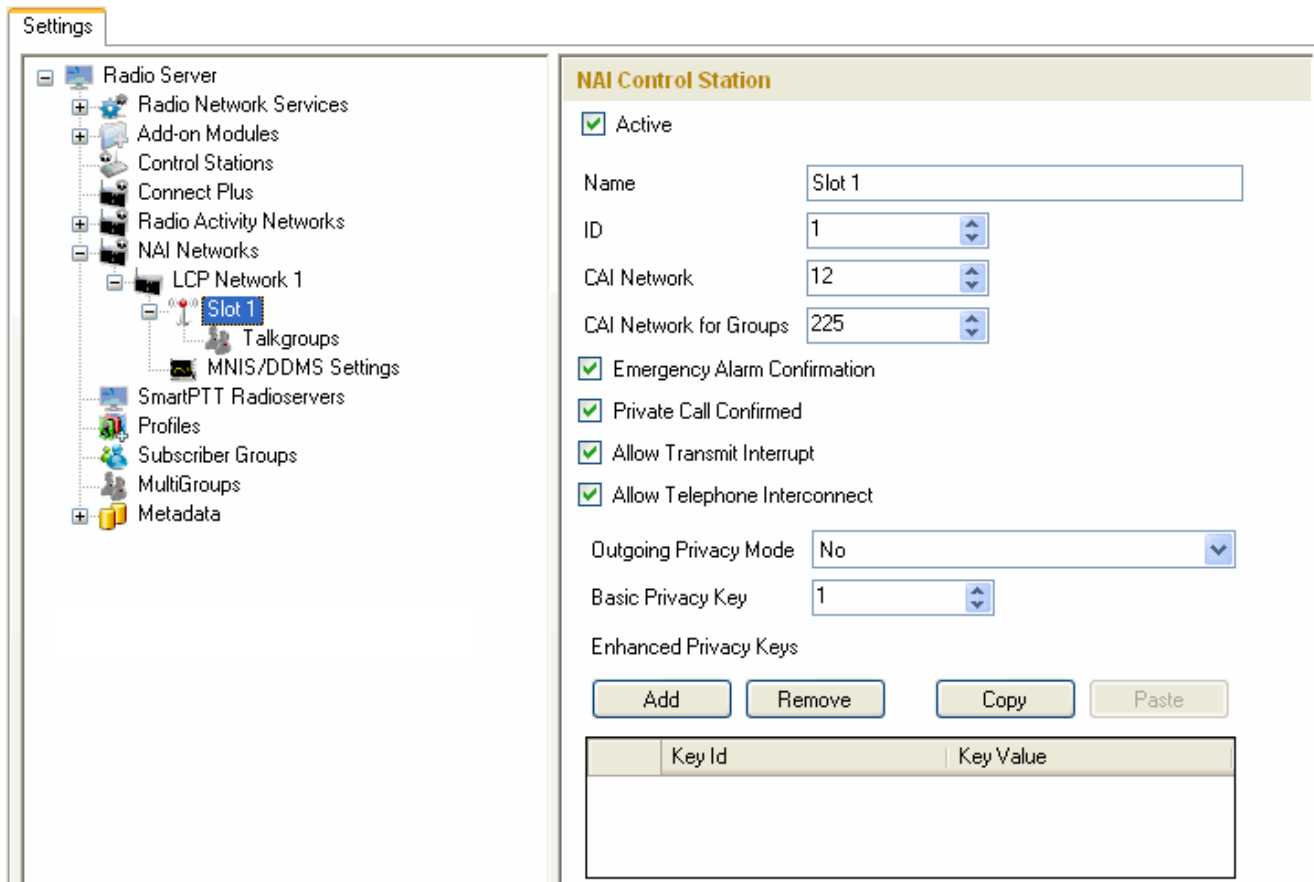 Settings
Radio Server
Radio Network Services
Add-on Modules
Control Stations
Connect Plus
Radio Activity Networks
NAI Networks
LCP Network 1
Slot 1
Talkgroups
MNIS/DDMS Settings
SmartPTT Radioservers
Profiles
Subscriber Groups
MultiGroups
Metadata
NAI Control Station
Active
Name Slot 1
ID 1
CAI Network 12
CAI Network for Groups 225
Emergency Alarm Confirmation
Private Call Confirmed
Allow Transmit Interrupt
Allow Telephone Interconnect
Outgoing Privacy Mode No
Basic Privacy Key 1
Enhanced Privacy Keys
Add Remove Copy Paste
Key Id Key Value